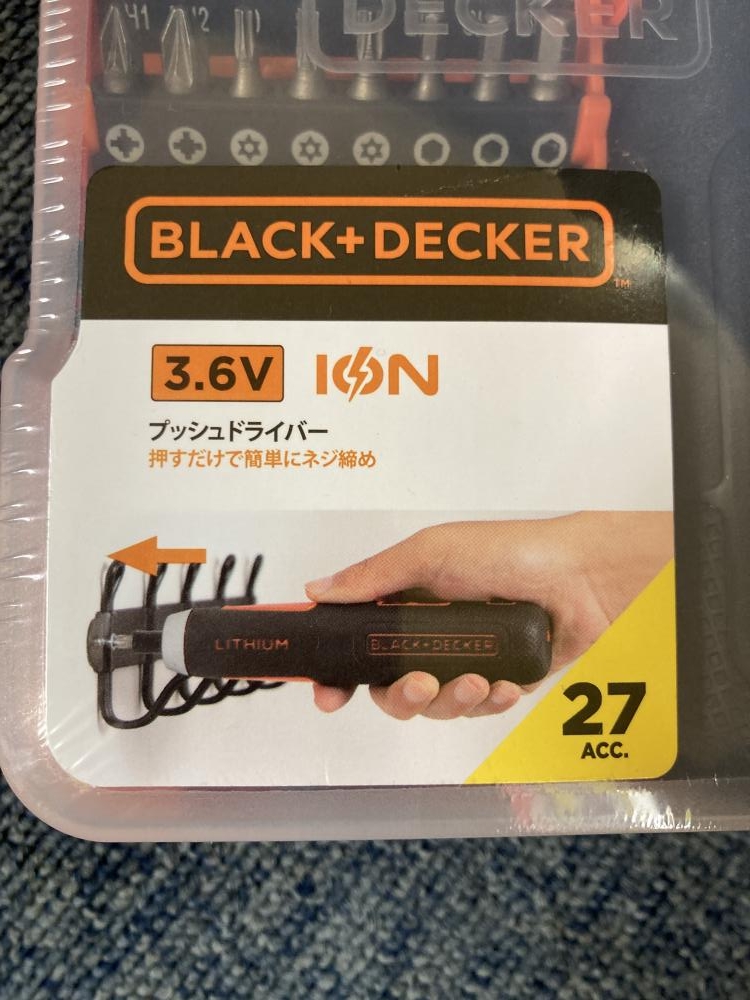 DECKER
BLACK+DECKER
TM
3.6V ION
プッシュドライバー
押すだけで簡単にネジ締め
LITHIUM BLACK+DECKER
27
ACC.